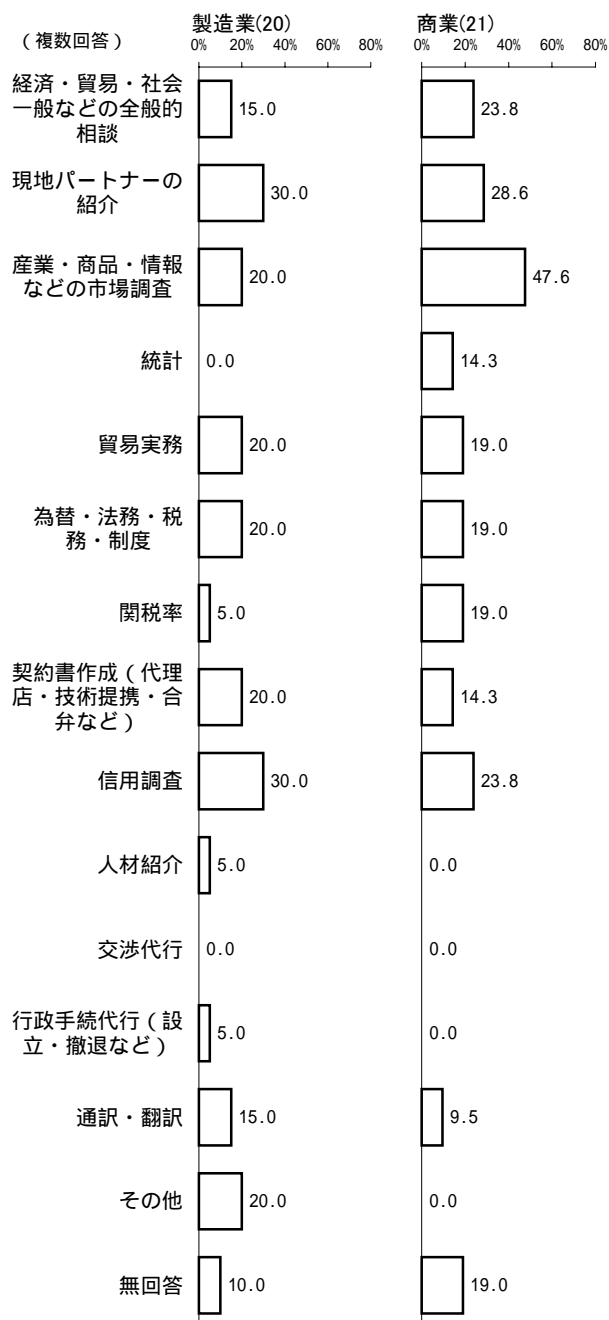 （複数回答）
製造業(20)
商業(21)
0% 20% 40% 60% 80%
0% 20% 40% 60% 80%
経済・貿易・社会
一般などの全般的
相談
15.0
23.8
現地パートナーの
紹介
30.0
28.6
産業・商品・情報
などの市場調査
20.0
47.6
統計
0.0
14.3
貿易実務
20.0
19.0
為替・法務・税
務・制度
20.0
19.0
関税率
5.0
19.0
契約書作成（代理
店・技術提携・合
弁など）
20.0
14.3
信用調査
30.0
23.8
人材紹介
5.0
0.0
交渉代行
0.0
0.0
行政手続代行（設
立・撤退など）
5.0
0.0
通訳・翻訳
15.0
9.5
その他
20.0
0.0
無回答
10.0
19.0